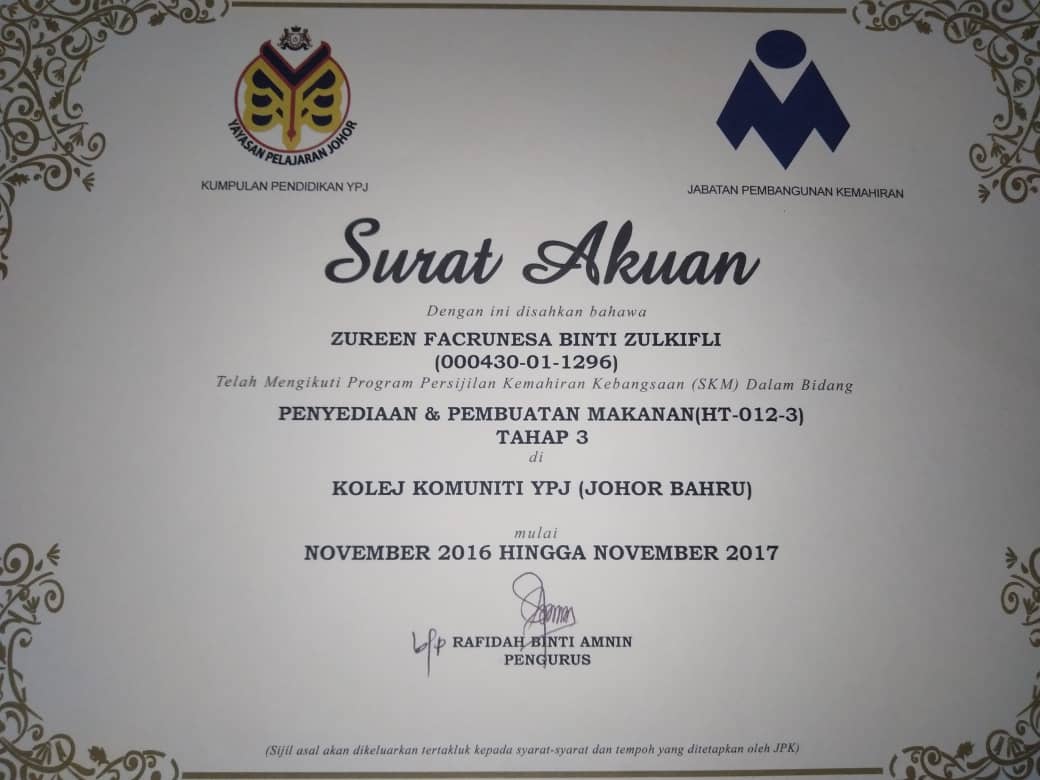 YAYASAN PELAJARAN JOHOR
KUMPULAN PENDIDIKAN YPJ
JABATAN PEMBANGUNAN KEMAHIRAN
Surat Akuan
Dengan ini disahkan bahawa
ZUREEN FACRUNESA BINTI ZULKIFLI
(000430-01-1296)
Telah Mengikuti Program Persijilan Kemahiran Kebangsaan (SKM) Dalam Bidang
PENYEDIAAN & PEMBUATAN MAKANAN(HT-012-3)
TAHAP 3
di
KOLEJ KOMUNITI YPJ (JOHOR BAHRU)
mulai
NOVEMBER 2016 HINGGA NOVEMBER 2017
b/p RAFIDAH BINTI AMNIN
PENGURUS
(Sijil asal akan dikeluarkan tertakluk kepada syarat-syarat dan tempoh yang ditetapkan oleh JPK)